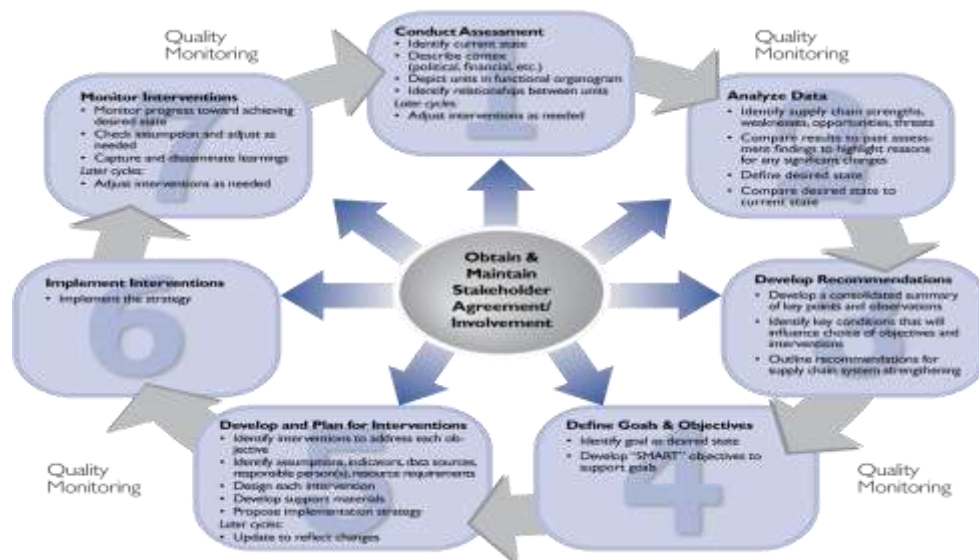 Quality
Monitoring
Conduct Assessment
• Identify current state
• Describe context
(political, financial, etc.)
• Depict units in functional organogram
• Identify relationships between units
Later cycles:
• Adjust interventions as needed
1
Quality
Monitoring
Analyze Data
• Identify supply chain strengths,
weaknesses, opportunities, threats
• Compare results to past assess-
ment findings to highlight reasons
for any significant changes
• Define desired state
• Compare desired state to
current state
2
Develop Recommendations
• Develop a consolidated summary
of key points and observations
• Identify key conditions that will
influence choice of objectives and
interventions
• Outline recommendations for
supply chain system strengthening
3
Quality
Monitoring
Define Goals & Objectives
• Identify goal as desired state
• Develop "SMART" objectives to
support goals
4
Develop and Plan for Interventions
• Identify interventions to address each ob-
jective
• Identify assumptions, indicators, data sources,
responsible person(s), resource requirements
• Design each intervention
• Develop support materials
• Propose implementation strategy
Later cycles:
• Update to reflect changes
5
Quality
Monitoring
Implement Interventions
• Implement the strategy
6
Monitor Interventions
• Monitor progress toward achieving
desired state
• Check assumption and adjust as
needed
• Capture and disseminate learnings
Later cycles:
• Adjust interventions as needed
7
Obtain &
Maintain
Stakeholder
Agreement/
Involvement